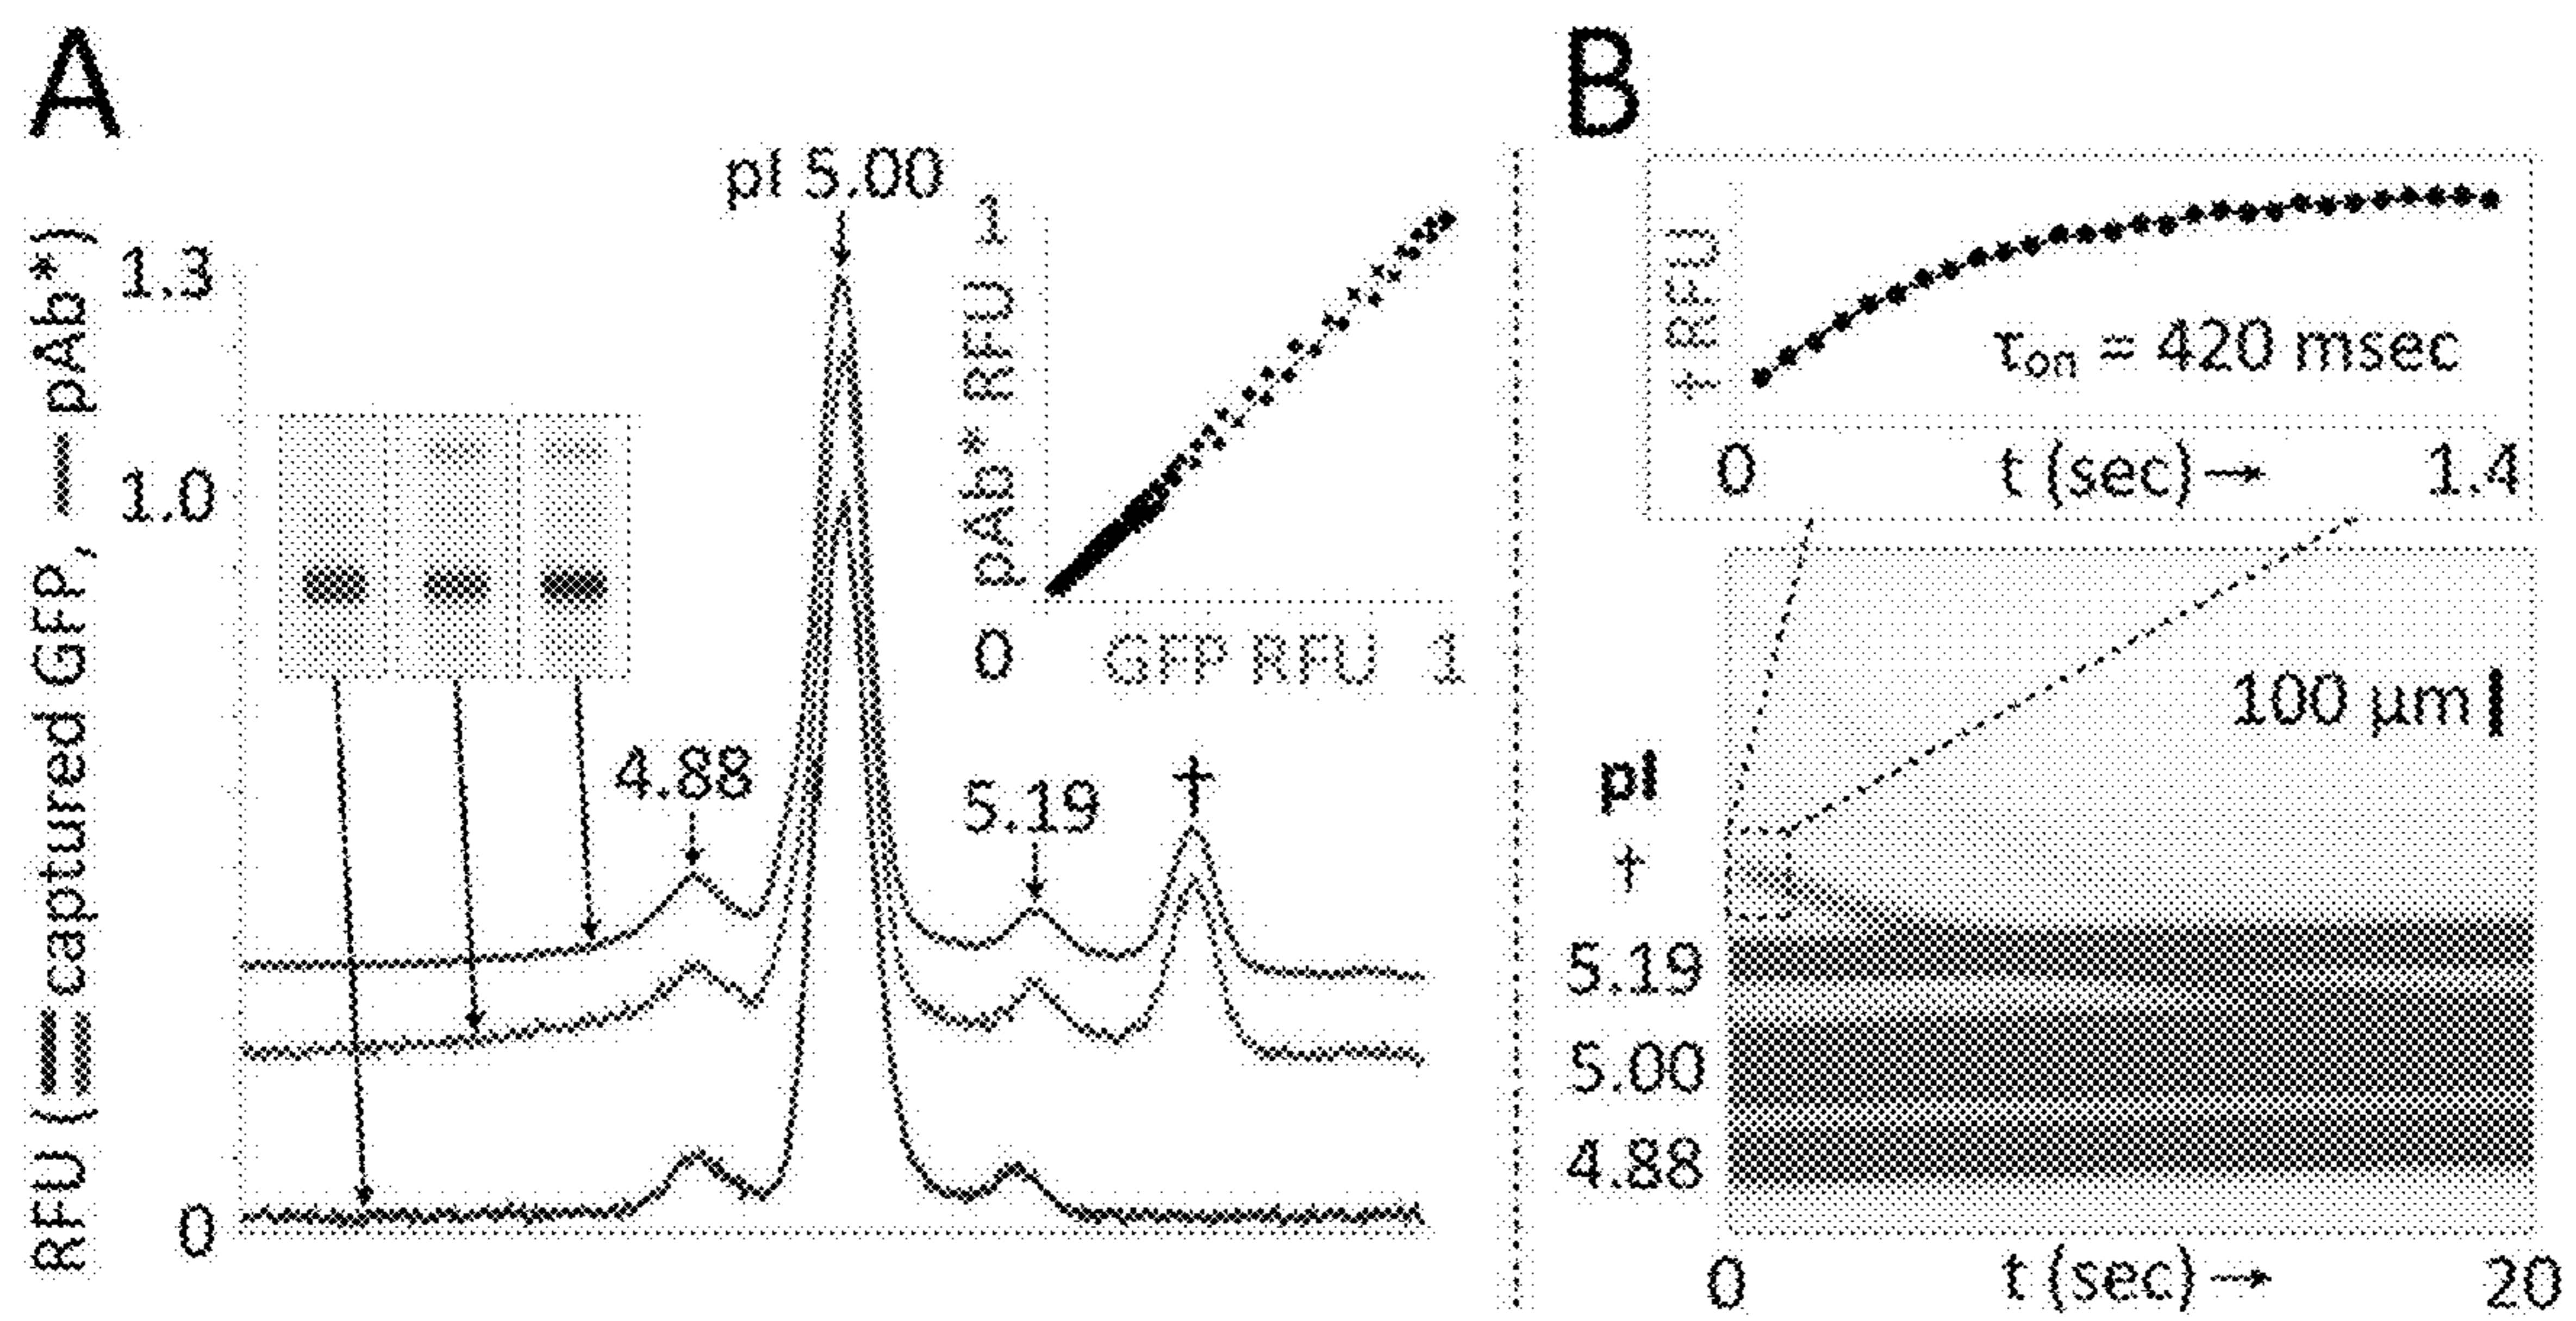 A
RFU (=captured GFP, — pAb*)
1.3
1.0
0
pI 5.00
4.88
5.19
†
pAb* RFU 1
0 GFP RFU 1
B
† RFU
τon = 420 msec
0 t (sec)→ 1.4
100 µm
pI
†
5.19
5.00
4.88
0 t (sec)→ 20